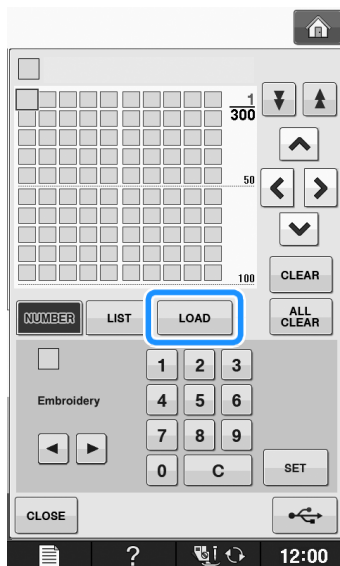 1
300
50
100
CLEAR
NUMBER LIST LOAD ALL CLEAR
1 2 3
Embroidery 4 5 6
7 8 9
0 C SET
CLOSE
? 12:00